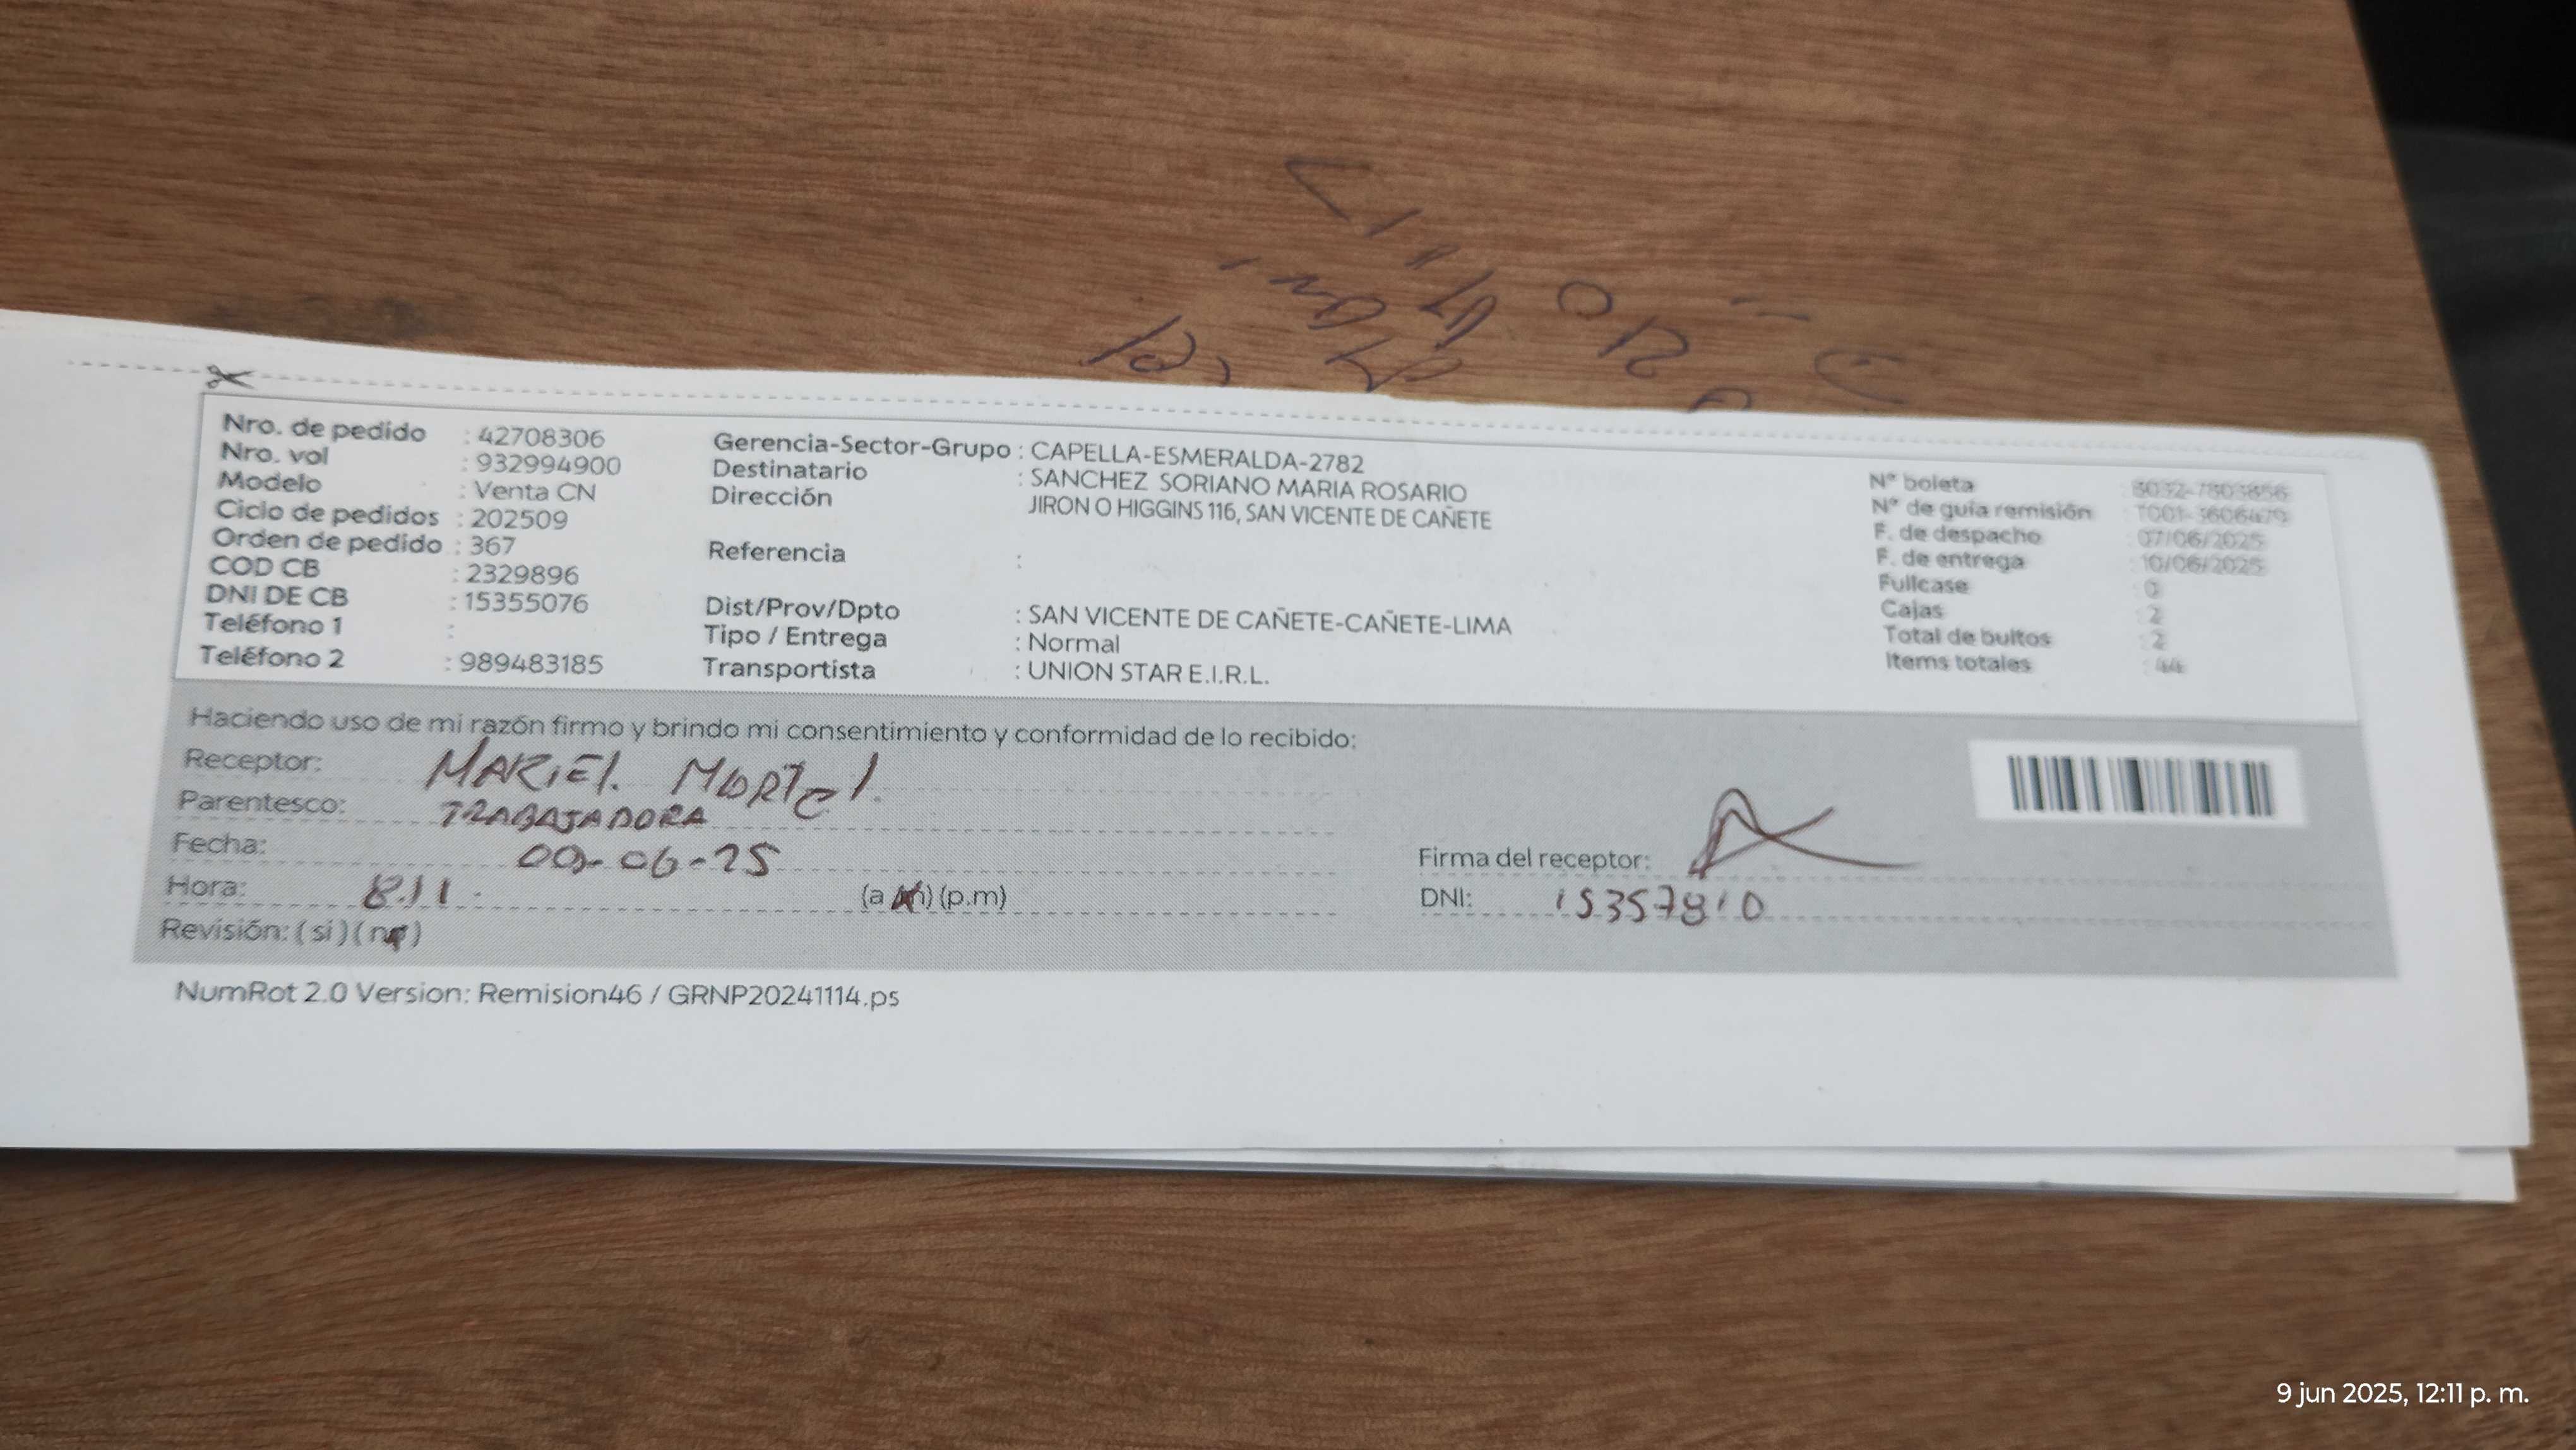 Nro. de pedido : 42708306
Nro. vol : 932994900
Modelo : Venta CN
Ciclo de pedidos : 202509
Orden de pedido : 367
COD CB : 2329896
DNI DE CB : 15355076
Teléfono 1 :
Teléfono 2 : 989483185
Gerencia-Sector-Grupo : CAPELLA-ESMERALDA-2782
Destinatario : SANCHEZ SORIANO MARIA ROSARIO
Dirección JIRON O HIGGINS 116, SAN VICENTE DE CAÑETE
Referencia :
Dist/Prov/Dpto : SAN VICENTE DE CAÑETE-CAÑETE-LIMA
Tipo / Entrega : Normal
Transportista : UNION STAR E.I.R.L.
N° boleta
N° de guía remisión
F. de despacho : 07/06/2025
F. de entrega : 10/06/2025
Fullcase : 0
Cajas : 2
Total de bultos : 2
Items totales : 44
Haciendo uso de mi razón firmo y brindo mi consentimiento y conformidad de lo recibido:
Receptor: MARIEL MORTEL
Parentesco: TRABAJADORA
Fecha: 09-06-25
Hora: 8.11. (a m) (p.m)
Revisión: (si) (no)
Firma del receptor:
DNI: 15357810
NumRot 2.0 Version: Remision46 / GRNP20241114.ps
9 jun 2025, 12:11 p. m.